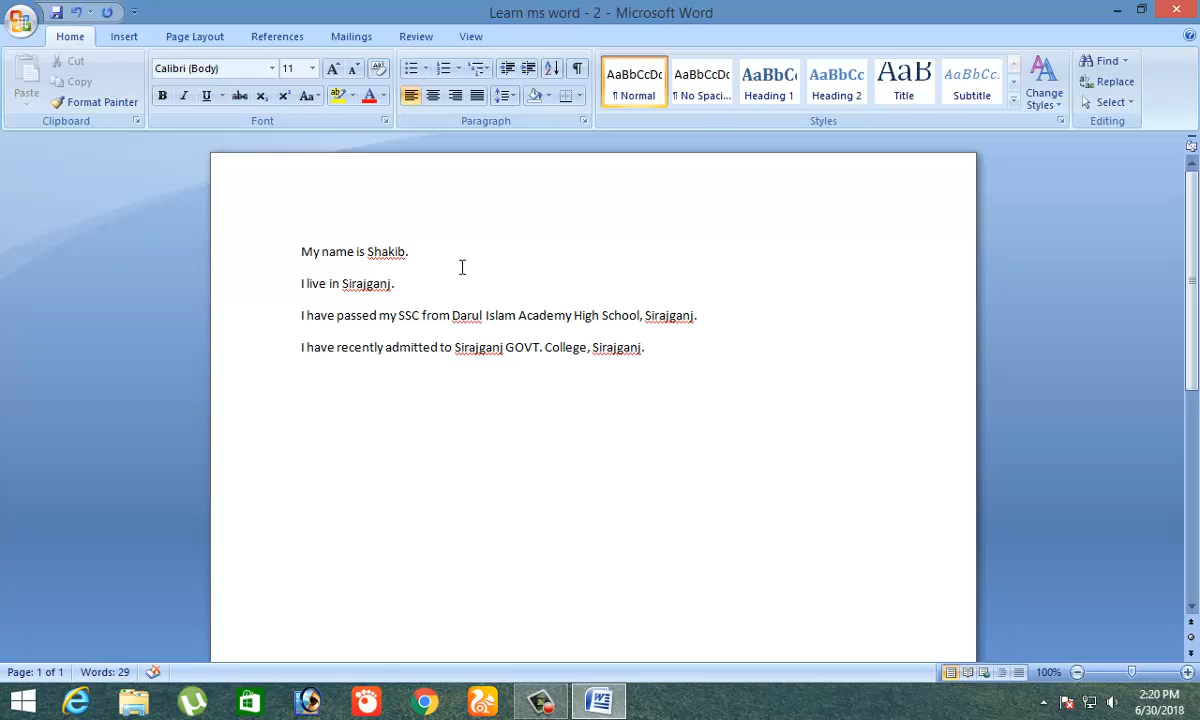 Learn ms word - 2 - Microsoft Word
Home Insert Page Layout References Mailings Review View
Paste
Cut
Copy
Format Painter
Clipboard
Calibri (Body) 11
Font
Paragraph
AaBbCcDc AaBbCcDc AaBbCc AaBbCc AaB AaBbCc.
¶ Normal ¶ No Spaci... Heading 1 Heading 2 Title Subtitle
Change
Styles
Styles
Find
Replace
Select
Editing
My name is Shakib.
I live in Sirajganj.
I have passed my SSC from Darul Islam Academy High School, Sirajganj.
I have recently admitted to Sirajganj GOVT. College, Sirajganj.
Page: 1 of 1 Words: 29 100%
2:20 PM
6/30/2018